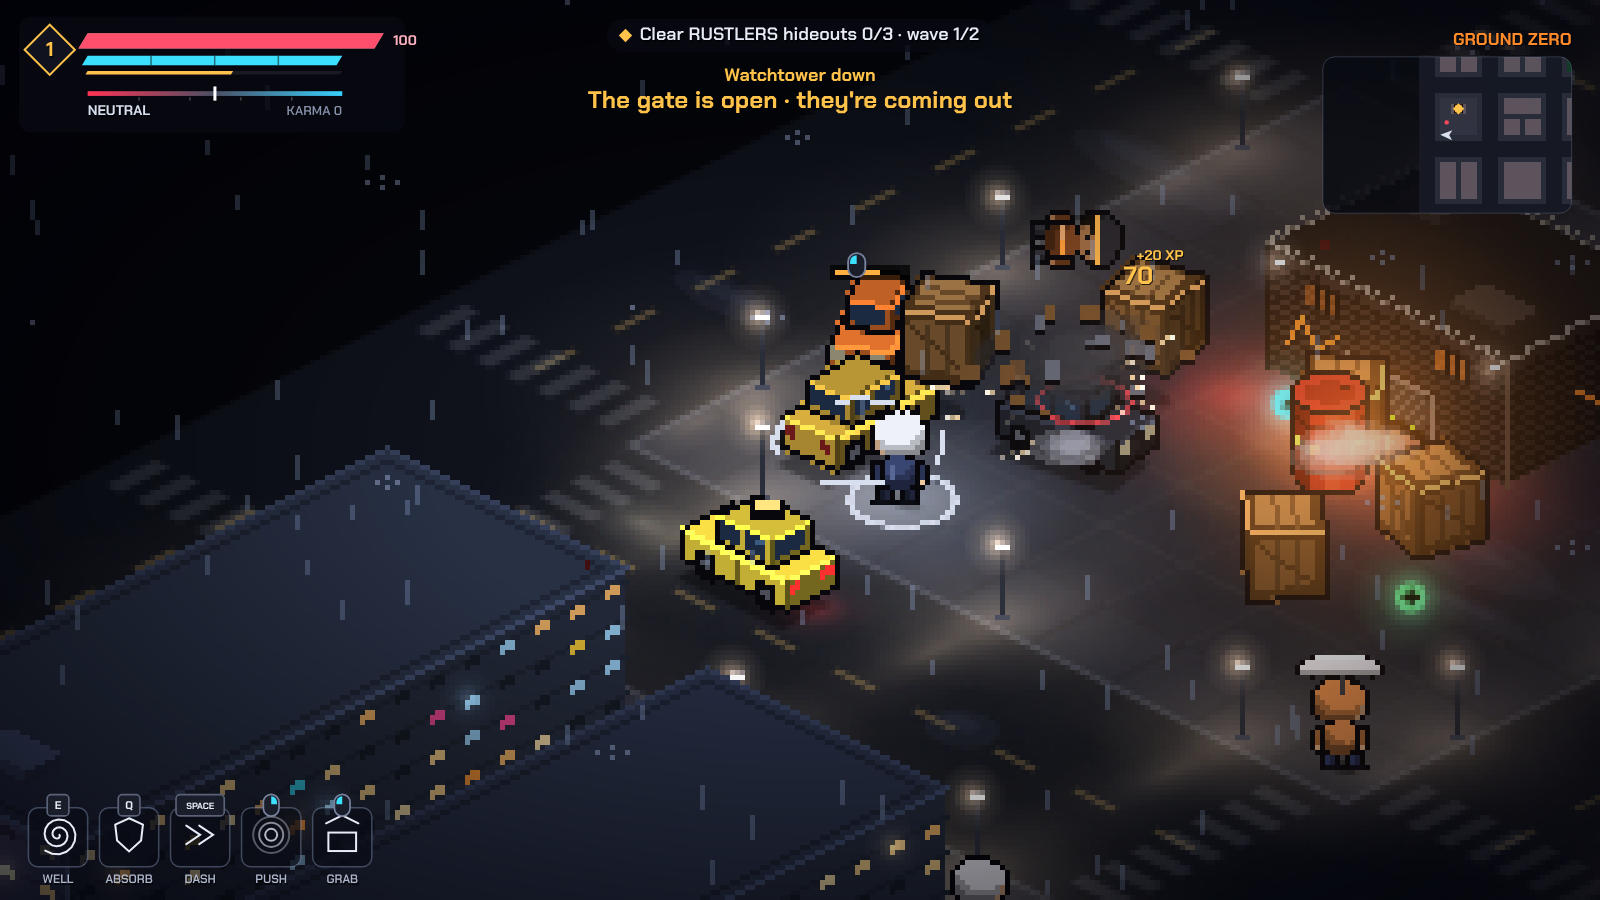 1
100
NEUTRAL
KARMA 0
Clear RUSTLERS hideouts 0/3 · wave 1/2
Watchtower down
The gate is open · they're coming out
GROUND ZERO
+20 XP
70
E
Q
SPACE
WELL
ABSORB
DASH
PUSH
GRAB